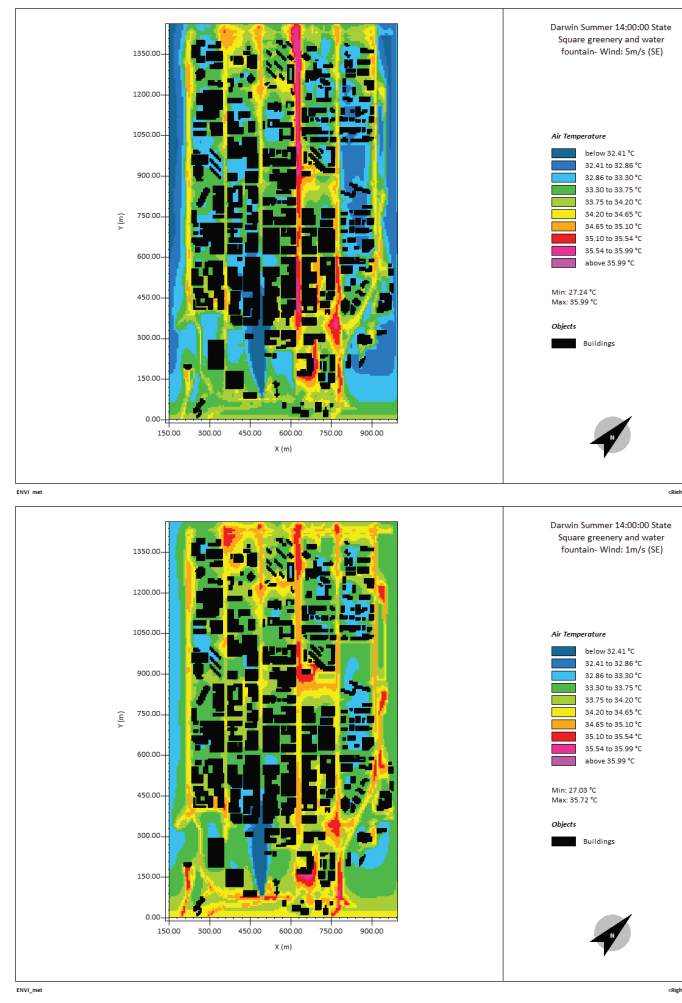 Darwin Summer 14:00:00 State
Square greenery and water
fountain- Wind: 5m/s (SE)
1350.00
1200.00
1050.00
900.00
750.00
600.00
450.00
300.00
150.00
0.00
Y (m)
150.00 300.00 450.00 600.00 750.00 900.00
X (m)
Air Temperature
below 32.41 °C
32.41 to 32.86 °C
32.86 to 33.30 °C
33.30 to 33.75 °C
33.75 to 34.20 °C
34.20 to 34.65 °C
34.65 to 35.10 °C
35.10 to 35.54 °C
35.54 to 35.99 °C
above 35.99 °C
Min: 27.24 °C
Max: 35.99 °C
Objects
Buildings
N
ENVI_met
<Righ
Darwin Summer 14:00:00 State
Square greenery and water
fountain- Wind: 1m/s (SE)
1350.00
1200.00
1050.00
900.00
750.00
600.00
450.00
300.00
150.00
0.00
Y (m)
150.00 300.00 450.00 600.00 750.00 900.00
X (m)
Air Temperature
below 32.41 °C
32.41 to 32.86 °C
32.86 to 33.30 °C
33.30 to 33.75 °C
33.75 to 34.20 °C
34.20 to 34.65 °C
34.65 to 35.10 °C
35.10 to 35.54 °C
35.54 to 35.99 °C
above 35.99 °C
Min: 27.03 °C
Max: 35.72 °C
Objects
Buildings
N
ENVI_met
<Righ